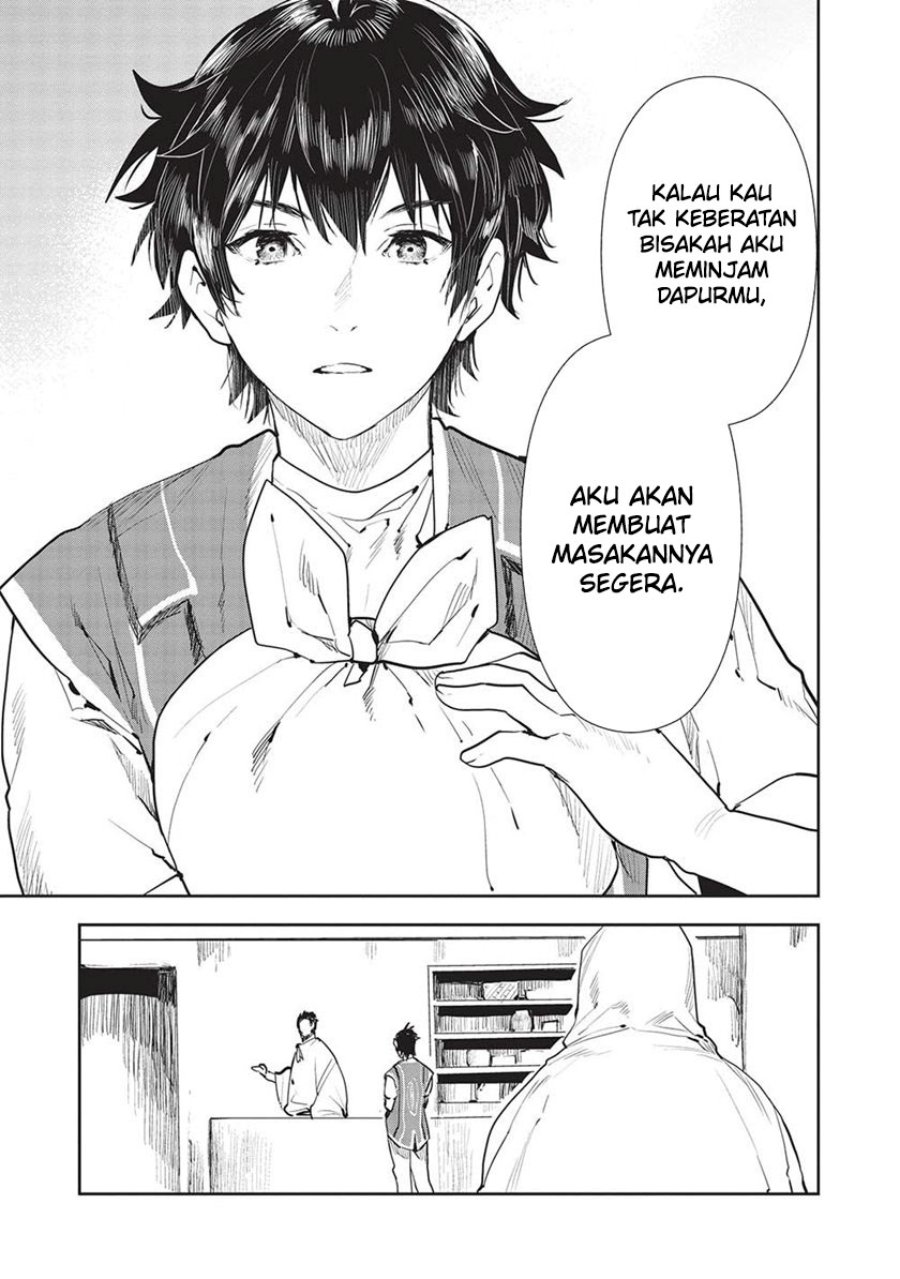 KALAU KAU
TAK KEBERATAN
BISAKAH AKU
MEMINJAM
DAPURMU,
AKU AKAN
MEMBUAT
MASAKANNYA
SEGERA.